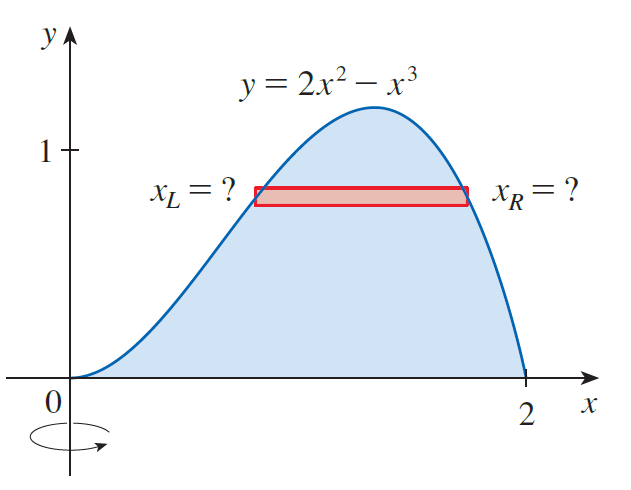 y
y = 2x² − x³
1
x_L = ?
x_R = ?
0
2
x